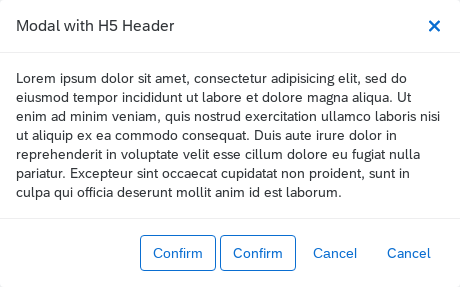 Modal with H5 Header
Lorem ipsum dolor sit amet, consectetur adipisicing elit, sed do
eiusmod tempor incididunt ut labore et dolore magna aliqua. Ut
enim ad minim veniam, quis nostrud exercitation ullamco laboris nisi
ut aliquip ex ea commodo consequat. Duis aute irure dolor in
reprehenderit in voluptate velit esse cillum dolore eu fugiat nulla
pariatur. Excepteur sint occaecat cupidatat non proident, sunt in
culpa qui officia deserunt mollit anim id est laborum.
Confirm Confirm Cancel Cancel